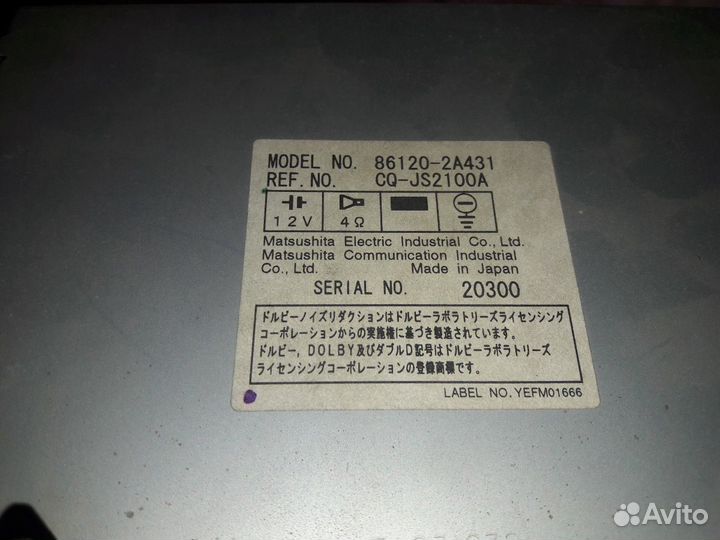 MODEL NO. 86120-2A431
REF. NO. CQ-JS2100A
12V
4Ω
Matsushita Electric Industrial Co., Ltd.
Matsushita Communication Industrial
Co., Ltd. Made in Japan
SERIAL NO. 20300
ドルビーノイズリダクションはドルビーラボラトリーズライセンシング
コーポレーションからの実施権に基づき製造されています.
ドルビー, DOLBY及びダブルD記号はドルビーラボラトリーズ
ライセンシングコーポレーションの登録商標です.
LABEL NO. YEFM01666
Avito